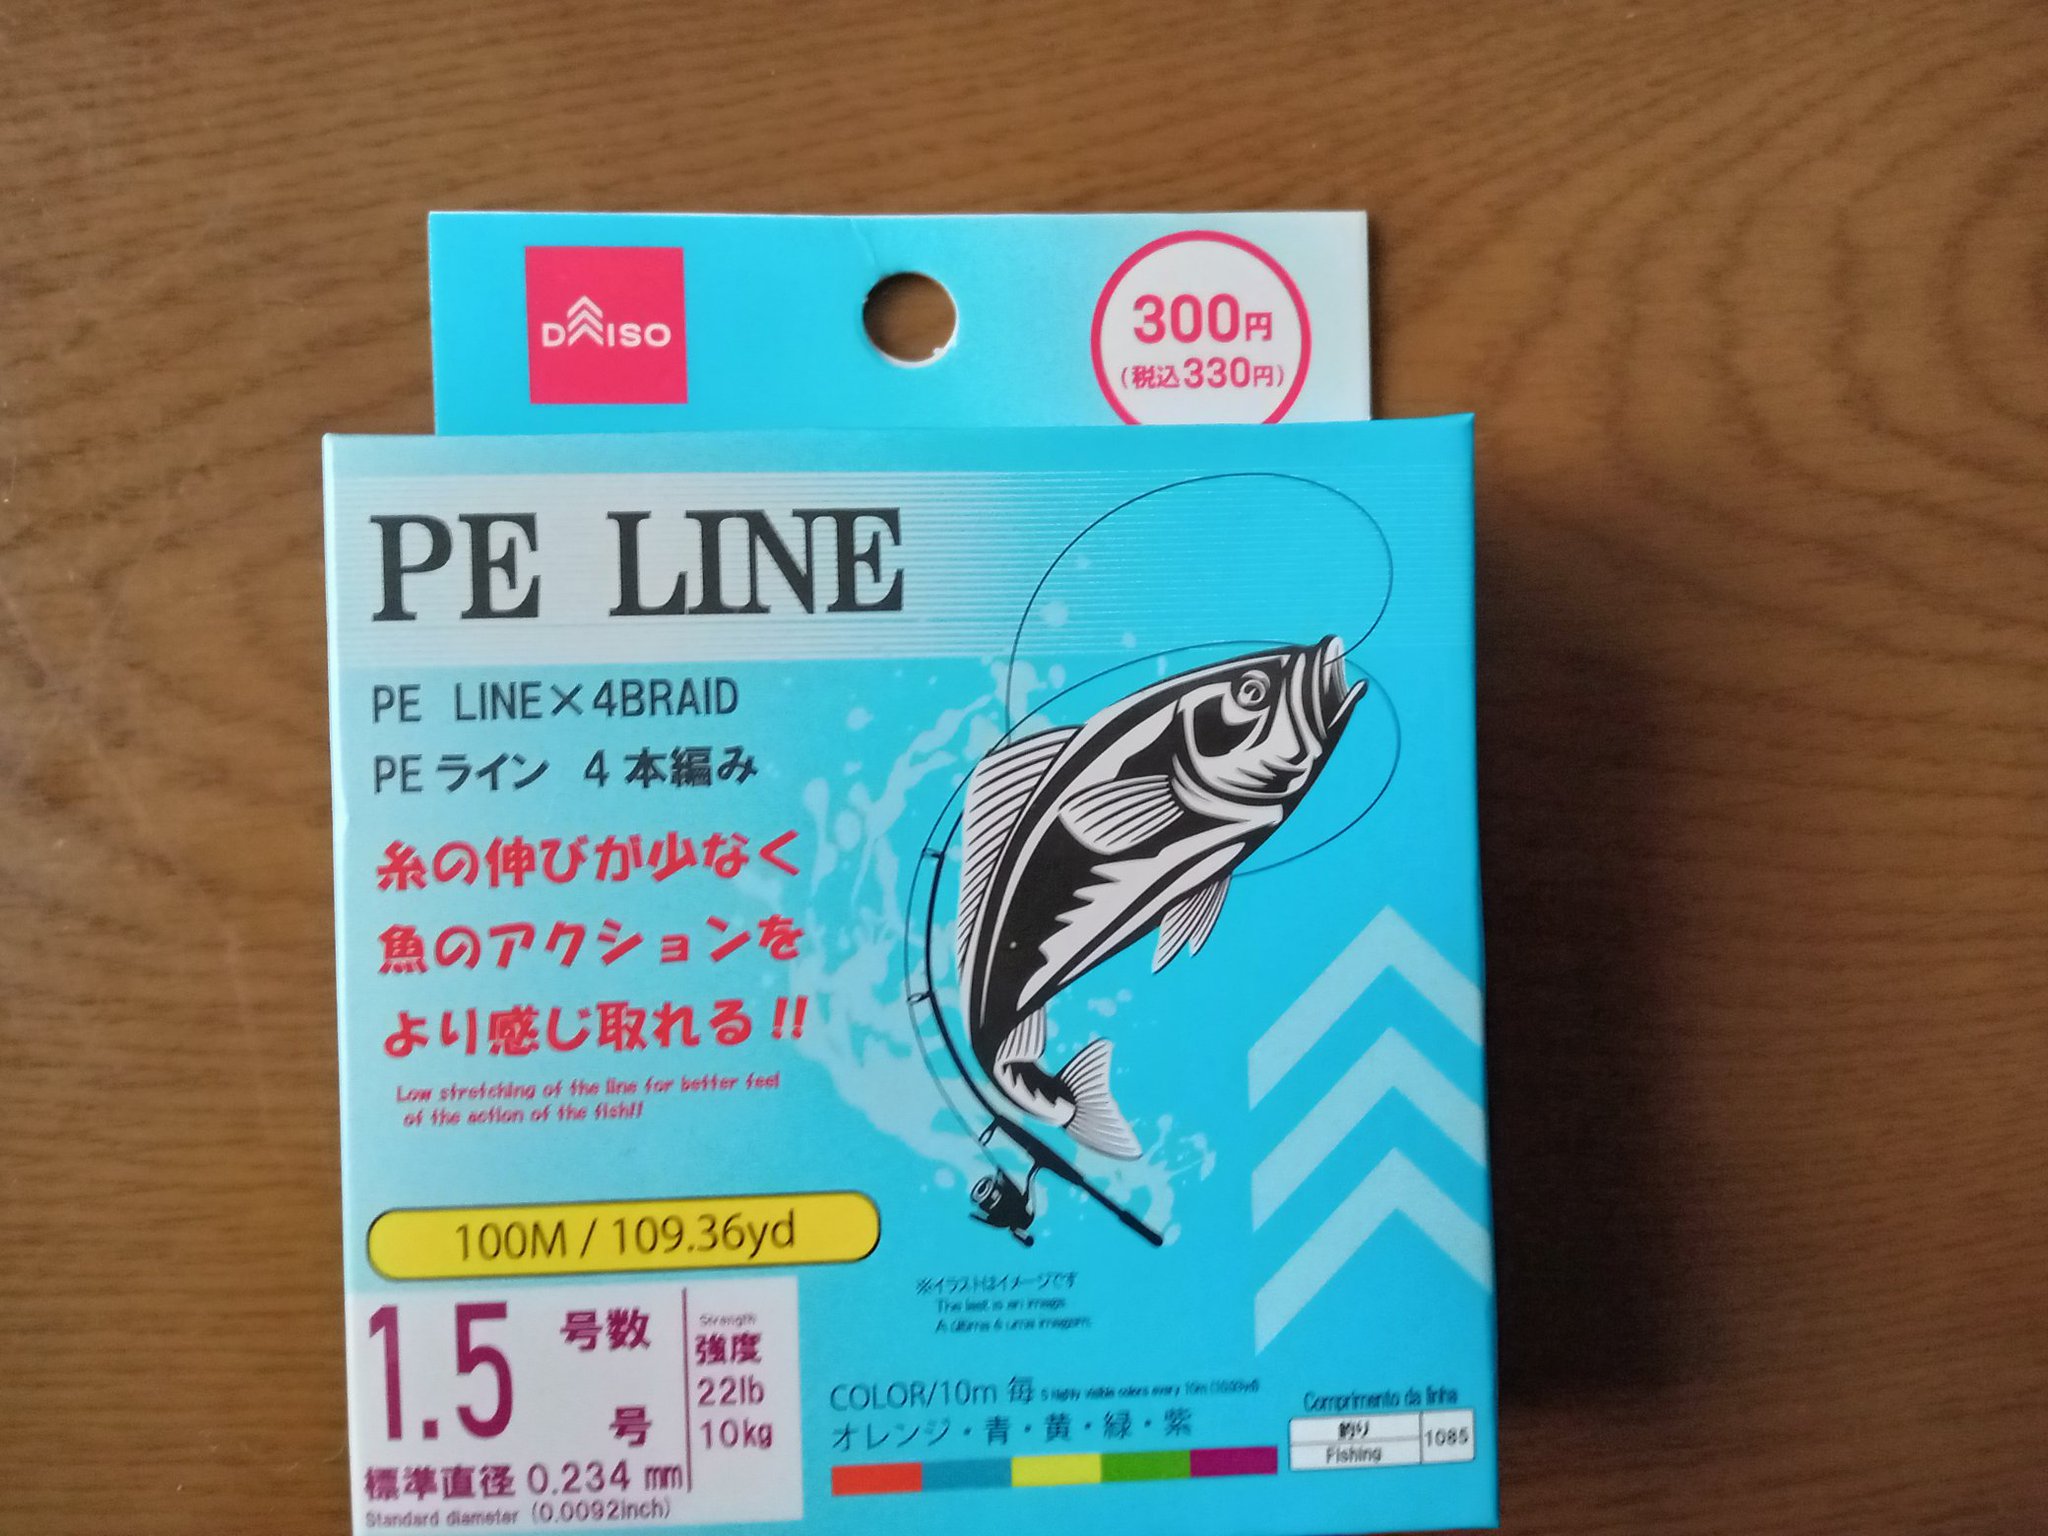 DAISO
300円
(税込330円)
PE LINE
PE LINE×4BRAID
PEライン 4本編み
糸の伸びが少なく
魚のアクションを
より感じ取れる!!
Low stretching of the line for better feel
of the action of the fish!!
100M / 109.36yd
1.5 号数
号
Strength
強度
22lb
10kg
標準直径 0.234 mm
Standard diameter (0.0092inch)
※イラストはイメージです
COLOR/10m 毎 5 highly visible colors every 10m
オレンジ・青・黄・緑・紫
Comprimento da linha
釣り
Fishing
1085